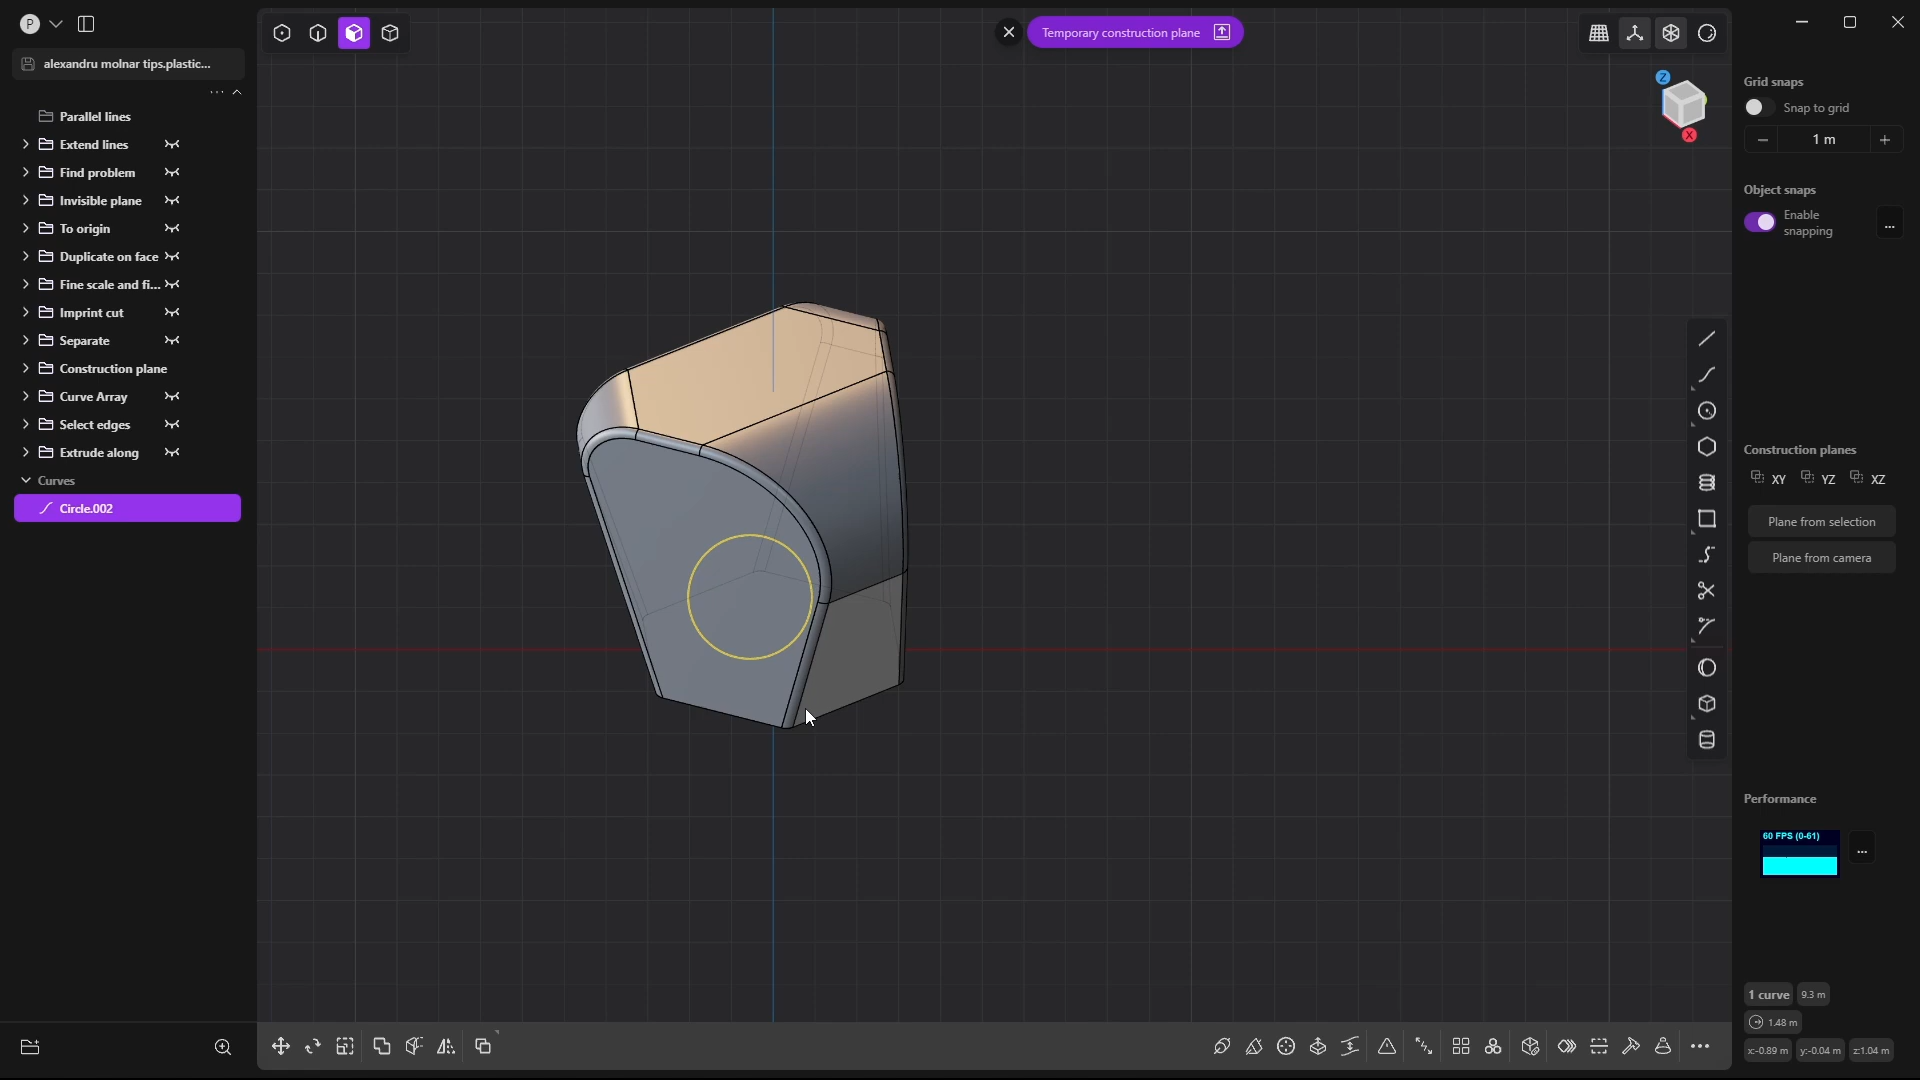 P
alexandru molnar tips.plastic...
Parallel lines
Extend lines
Find problem
Invisible plane
To origin
Duplicate on face
Fine scale and fi...
Imprint cut
Separate
Construction plane
Curve Array
Select edges
Extrude along
Curves
Circle.002
Temporary construction plane
Z
X
Grid snaps
Snap to grid
1 m
Object snaps
Enable
snapping
...
Construction planes
XY YZ XZ
Plane from selection
Plane from camera
Performance
60 FPS (0-61)
...
1 curve 9.3 m
1.48 m
x:-0.89 m y:-0.04 m z:1.04 m